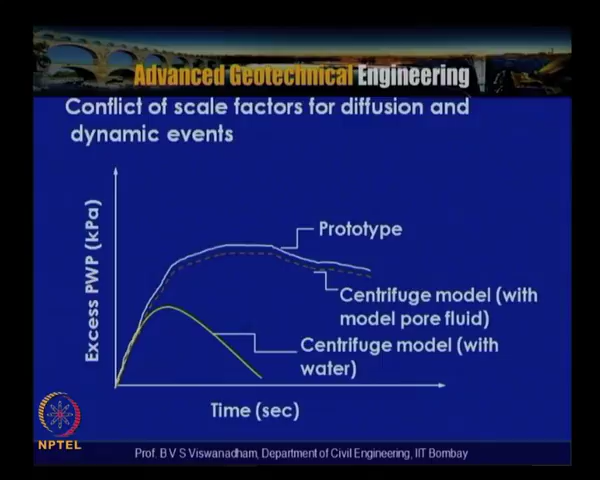 Advanced Geotechnical Engineering
Conflict of scale factors for diffusion and
dynamic events
Excess PWP (kPa)
Prototype
Centrifuge model (with
model pore fluid)
Centrifuge model (with
water)
Time (sec)
NPTEL
Prof. B V S Viswanadham, Department of Civil Engineering, IIT Bombay